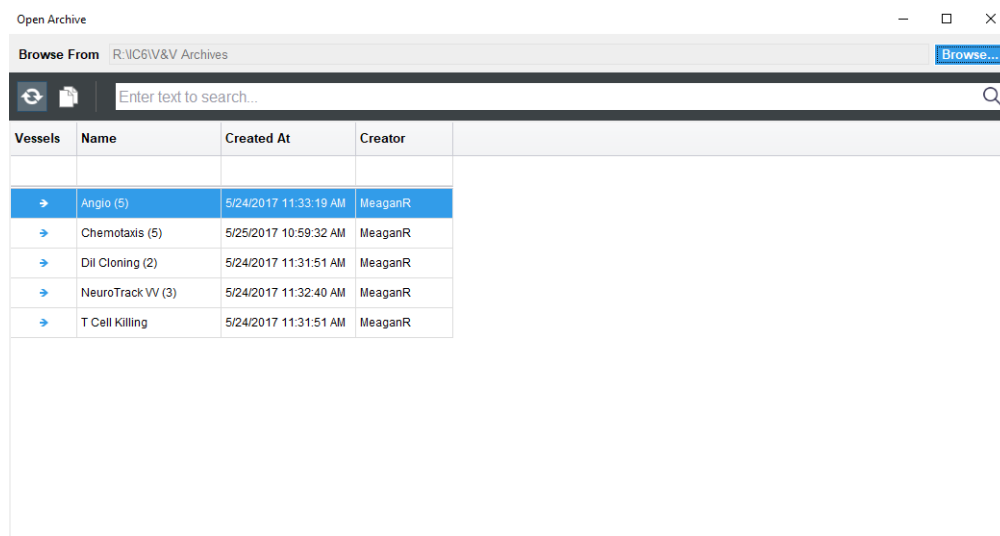 Open Archive
Browse From R:\IC6\V&V Archives Browse...
Enter text to search...
Vessels Name Created At Creator
Angio (5) 5/24/2017 11:33:19 AM MeaganR
Chemotaxis (5) 5/25/2017 10:59:32 AM MeaganR
Dil Cloning (2) 5/24/2017 11:31:51 AM MeaganR
NeuroTrack VV (3) 5/24/2017 11:32:40 AM MeaganR
T Cell Killing 5/24/2017 11:31:51 AM MeaganR